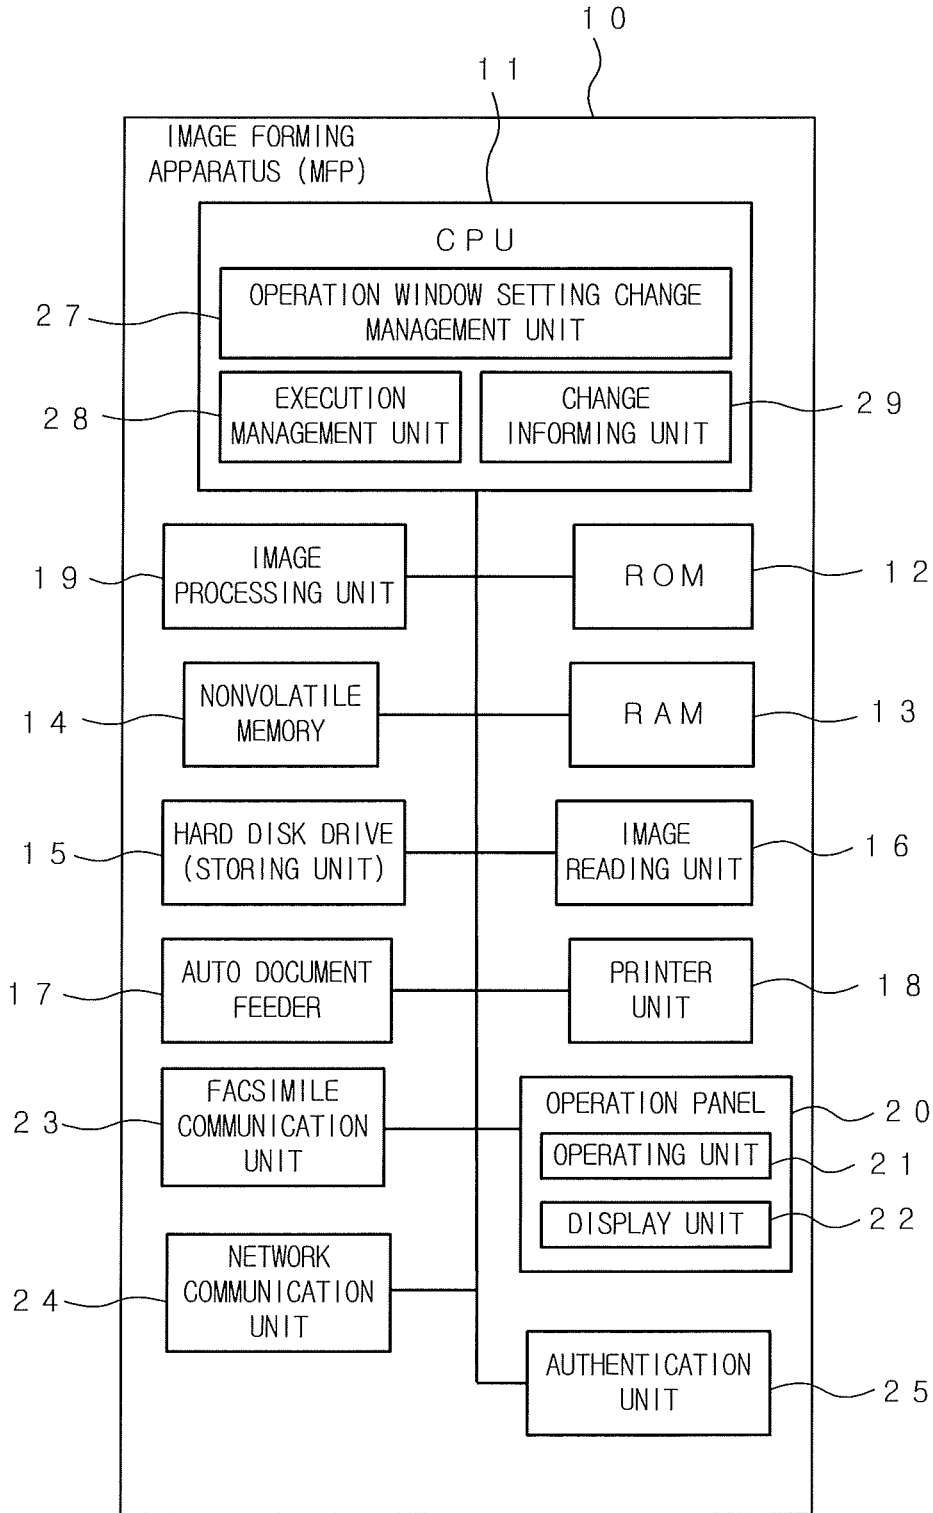 10
11
IMAGE FORMING
APPARATUS (MFP)
CPU
27
OPERATION WINDOW SETTING CHANGE
MANAGEMENT UNIT
28
EXECUTION
MANAGEMENT UNIT
CHANGE
INFORMING UNIT
29
19
IMAGE
PROCESSING UNIT
ROM
12
14
NONVOLATILE
MEMORY
RAM
13
15
HARD DISK DRIVE
(STORING UNIT)
IMAGE
READING UNIT
16
17
AUTO DOCUMENT
FEEDER
PRINTER
UNIT
18
23
FACSIMILE
COMMUNICATION
UNIT
OPERATION PANEL
20
OPERATING UNIT
21
DISPLAY UNIT
22
24
NETWORK
COMMUNICATION
UNIT
AUTHENTICATION
UNIT
25